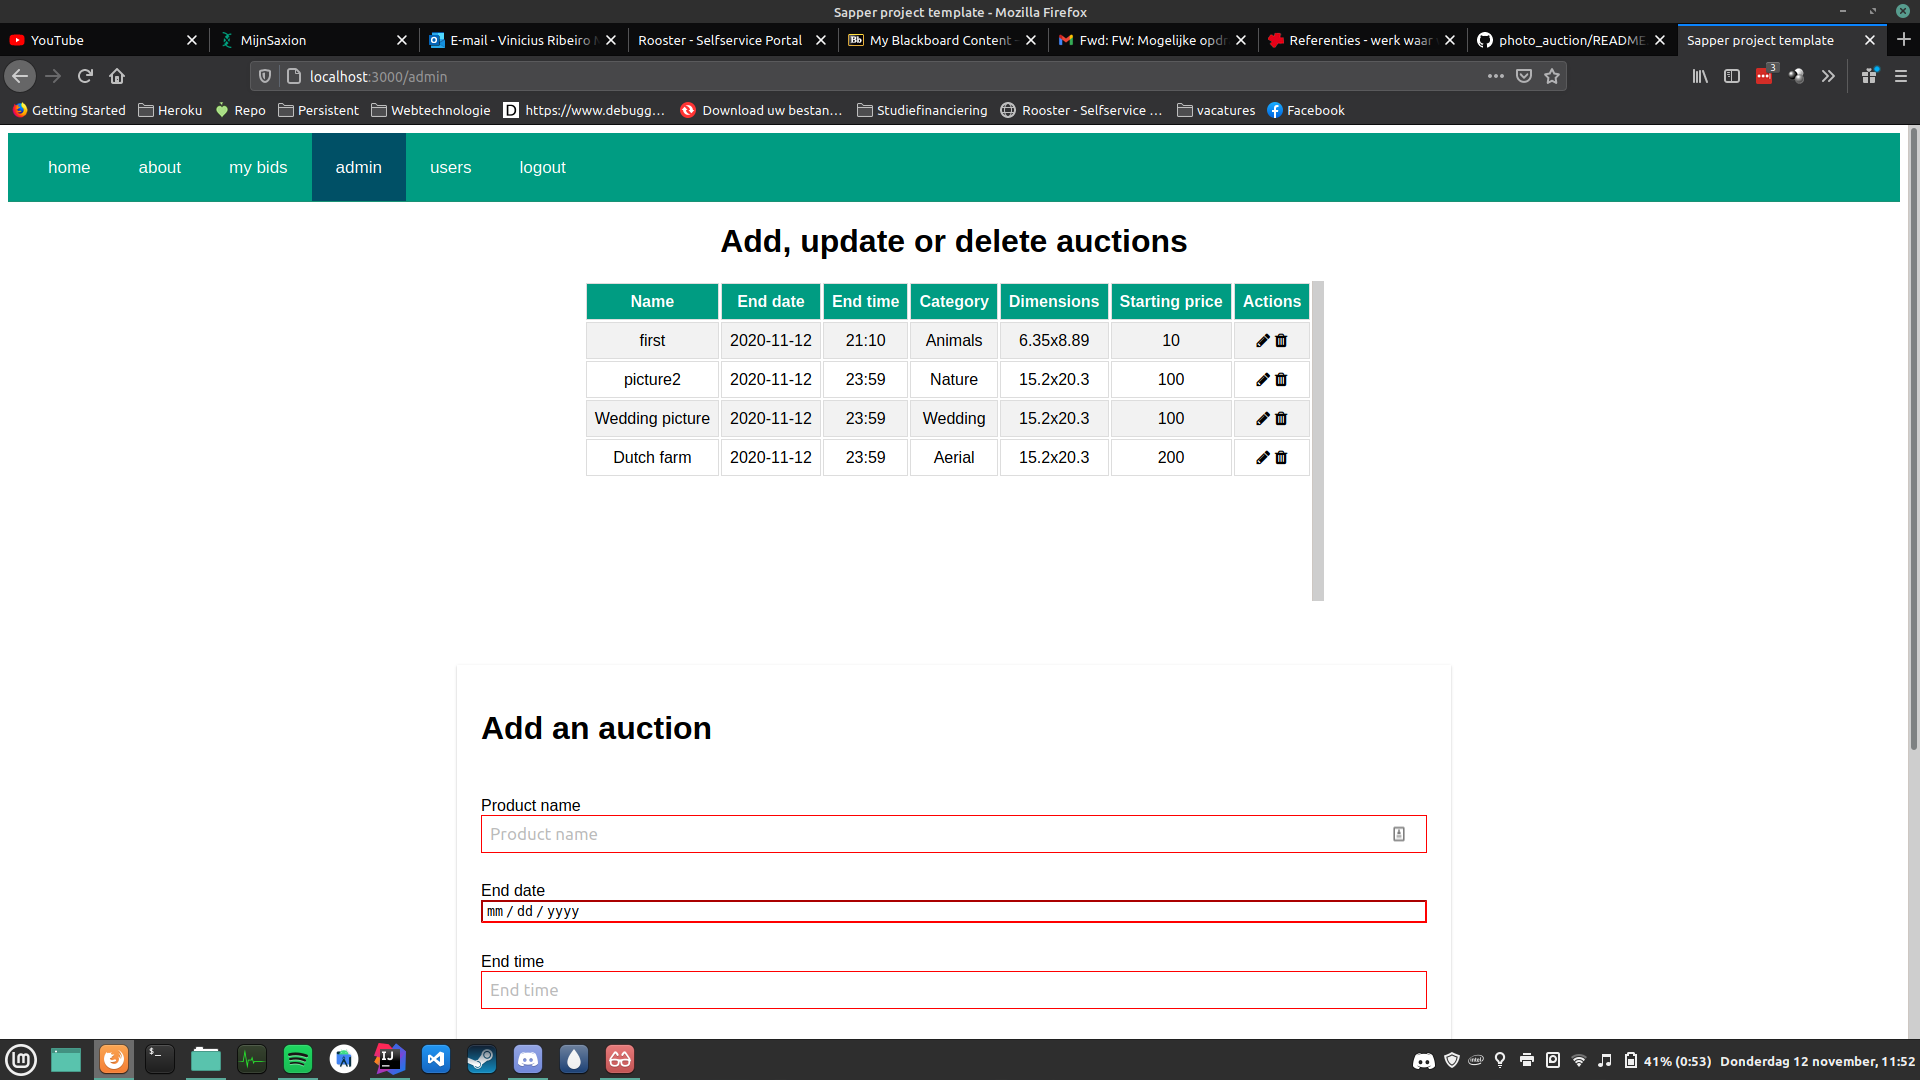 Sapper project template - Mozilla Firefox
YouTube
MijnSaxion
E-mail - Vinicius Ribeiro
Rooster - Selfservice Portal
My Blackboard Content
Fwd: FW: Mogelijke opdr
Referenties - werk waar
photo_auction/README
Sapper project template
localhost:3000/admin
3
Getting Started
Heroku
Repo
Persistent
Webtechnologie
https://www.debugg...
Download uw bestan...
Studiefinanciering
Rooster - Selfservice ...
vacatures
Facebook
home about my bids admin users logout
Add, update or delete auctions
Name End date End time Category Dimensions Starting price Actions
first 2020-11-12 21:10 Animals 6.35x8.89 10
picture2 2020-11-12 23:59 Nature 15.2x20.3 100
Wedding picture 2020-11-12 23:59 Wedding 15.2x20.3 100
Dutch farm 2020-11-12 23:59 Aerial 15.2x20.3 200
Add an auction
Product name
Product name
End date
mm / dd / yyyy
End time
End time
41% (0:53) Donderdag 12 november, 11:52